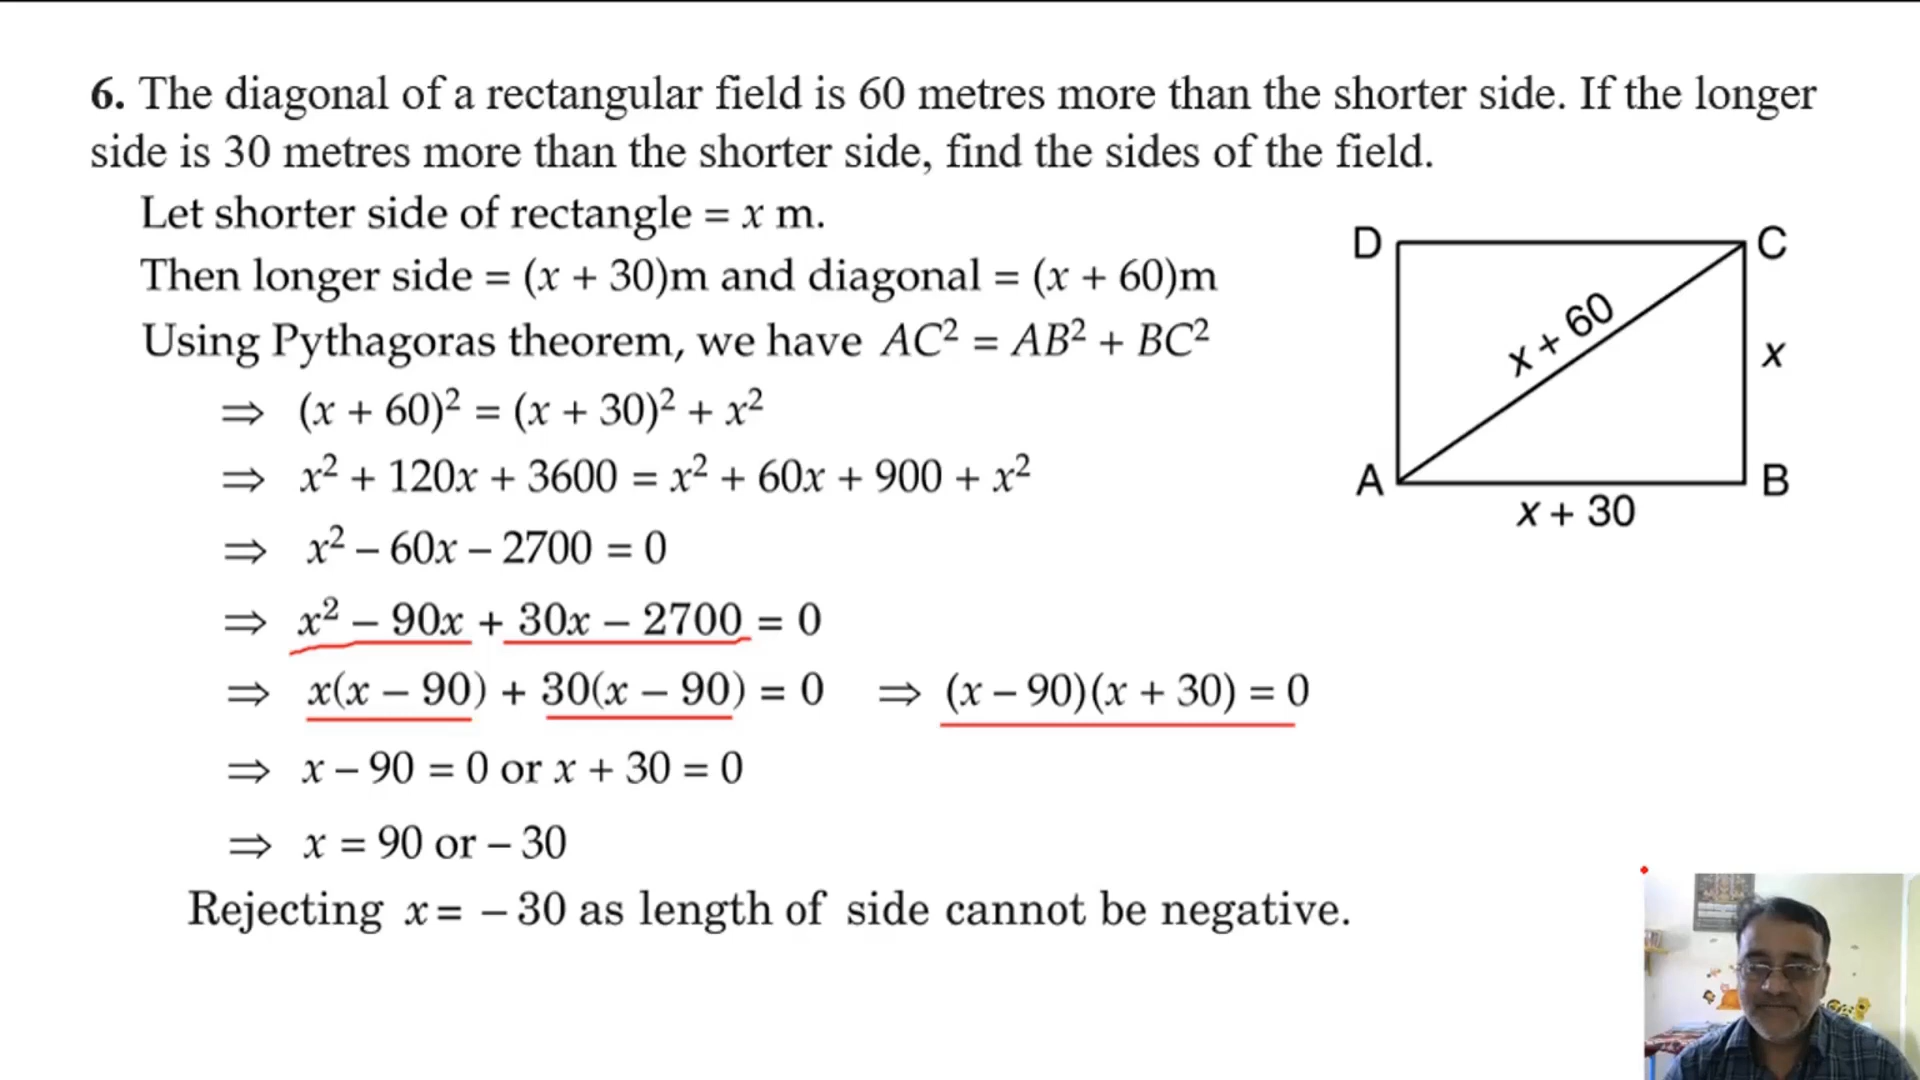 6. The diagonal of a rectangular field is 60 metres more than the shorter side. If the longer
side is 30 metres more than the shorter side, find the sides of the field.
Let shorter side of rectangle = x m.
Then longer side = (x + 30)m and diagonal = (x + 60)m
Using Pythagoras theorem, we have AC² = AB² + BC²
⇒ (x + 60)² = (x + 30)² + x²
⇒ x² + 120x + 3600 = x² + 60x + 900 + x²
⇒ x² – 60x – 2700 = 0
⇒ x² – 90x + 30x – 2700 = 0
⇒ x(x – 90) + 30(x – 90) = 0 ⇒ (x – 90)(x + 30) = 0
⇒ x – 90 = 0 or x + 30 = 0
⇒ x = 90 or – 30
Rejecting x = – 30 as length of side cannot be negative.
D C
x + 60
x
A B
x + 30